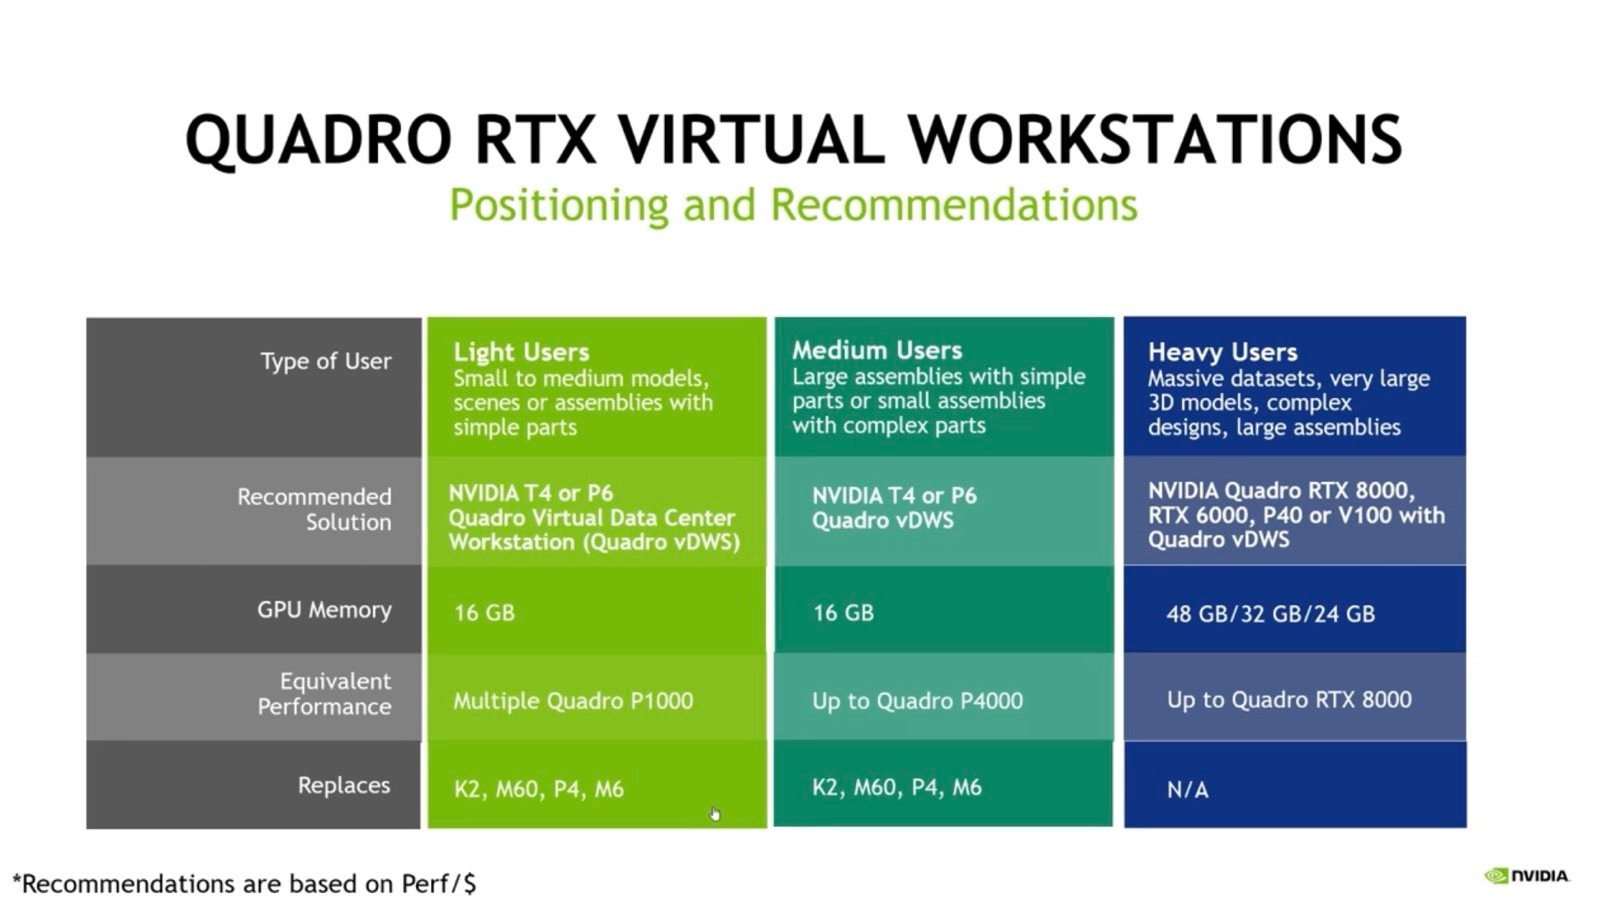 QUADRO RTX VIRTUAL WORKSTATIONS
Positioning and Recommendations
Type of User
Light Users
Small to medium models,
scenes or assemblies with
simple parts
Medium Users
Large assemblies with simple
parts or small assemblies
with complex parts
Heavy Users
Massive datasets, very large
3D models, complex
designs, large assemblies
Recommended
Solution
NVIDIA T4 or P6
Quadro Virtual Data Center
Workstation (Quadro vDWS)
NVIDIA T4 or P6
Quadro vDWS
NVIDIA Quadro RTX 8000,
RTX 6000, P40 or V100 with
Quadro vDWS
GPU Memory
16 GB
16 GB
48 GB/32 GB/24 GB
Equivalent
Performance
Multiple Quadro P1000
Up to Quadro P4000
Up to Quadro RTX 8000
Replaces
K2, M60, P4, M6
K2, M60, P4, M6
N/A
*Recommendations are based on Perf/$
NVIDIA